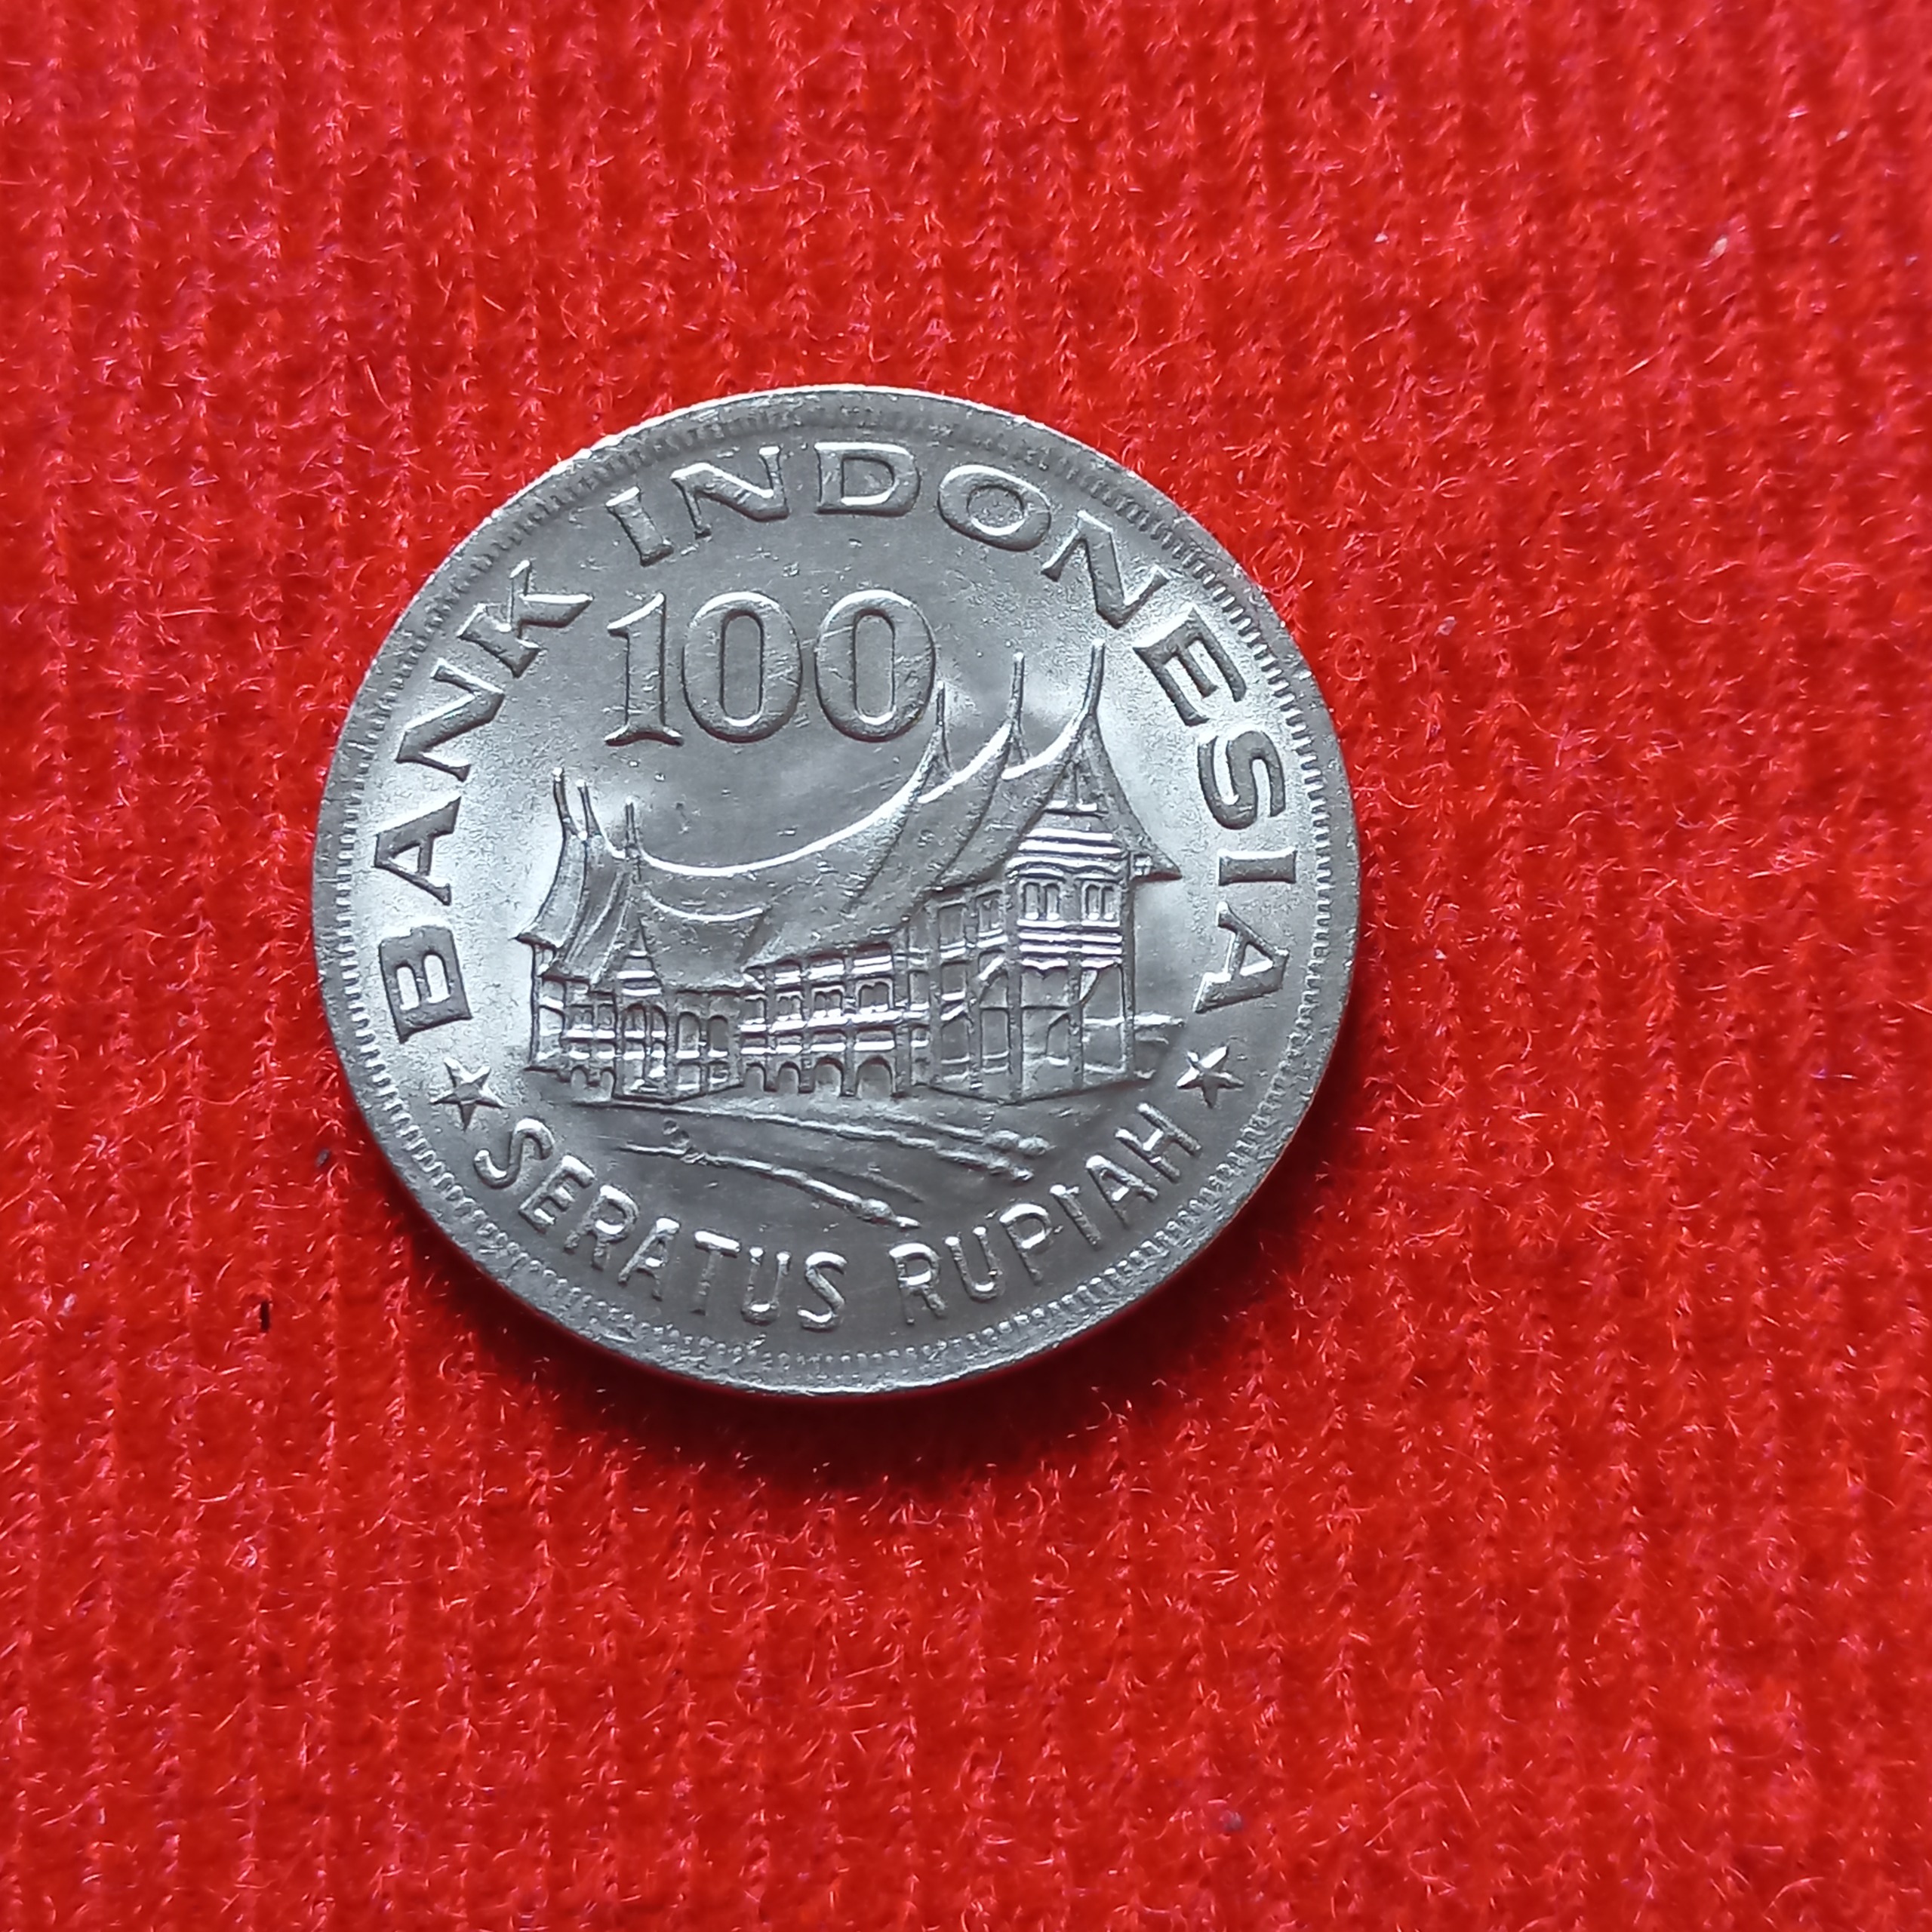 BANK INDONESIA
100
SERATUS RUPIAH